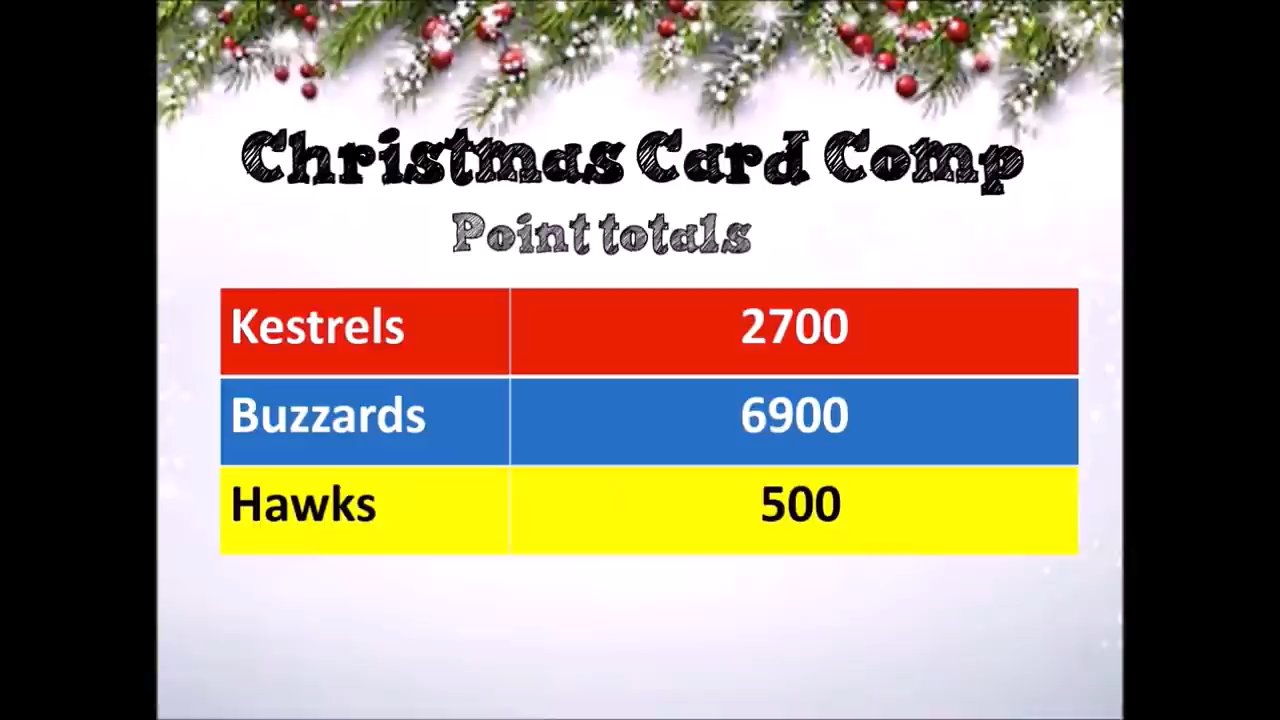 Christmas Card Comp
Point totals
Kestrels 2700
Buzzards 6900
Hawks 500